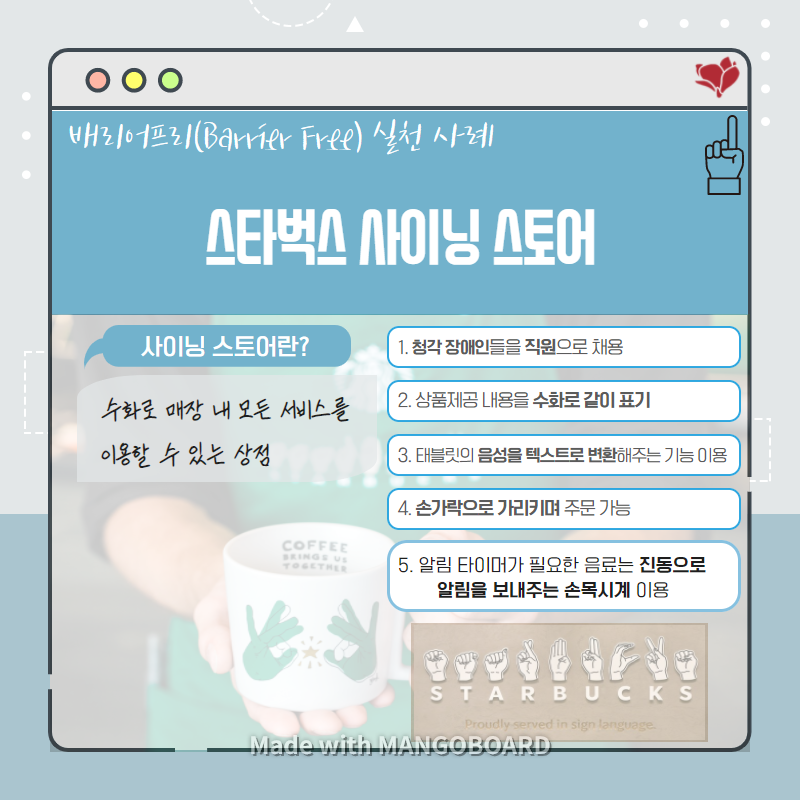 배리어프리(Barrier Free) 실천 사례
스타벅스 사이닝 스토어
사이닝 스토어란?
수화로 매장 내 모든 서비스를
이용할 수 있는 상점
1. 청각 장애인들을 직원으로 채용
2. 상품제공 내용을 수화로 같이 표기
3. 태블릿의 음성을 텍스트로 변환해주는 기능 이용
4. 손가락으로 가리키며 주문 가능
5. 알림 타이머가 필요한 음료는 진동으로
알림을 보내주는 손목시계 이용
COFFEE
BRINGS US
TOGETHER
STARBUCKS
Proudly served in sign language.
Made with MANGOBOARD